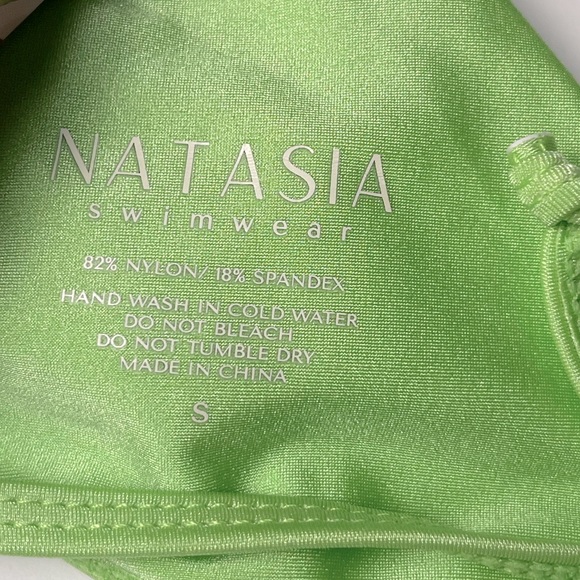 NATASIA
swimwear
82% NYLON/ 18% SPANDEX
HAND WASH IN COLD WATER
DO NOT BLEACH
DO NOT TUMBLE DRY
MADE IN CHINA
S